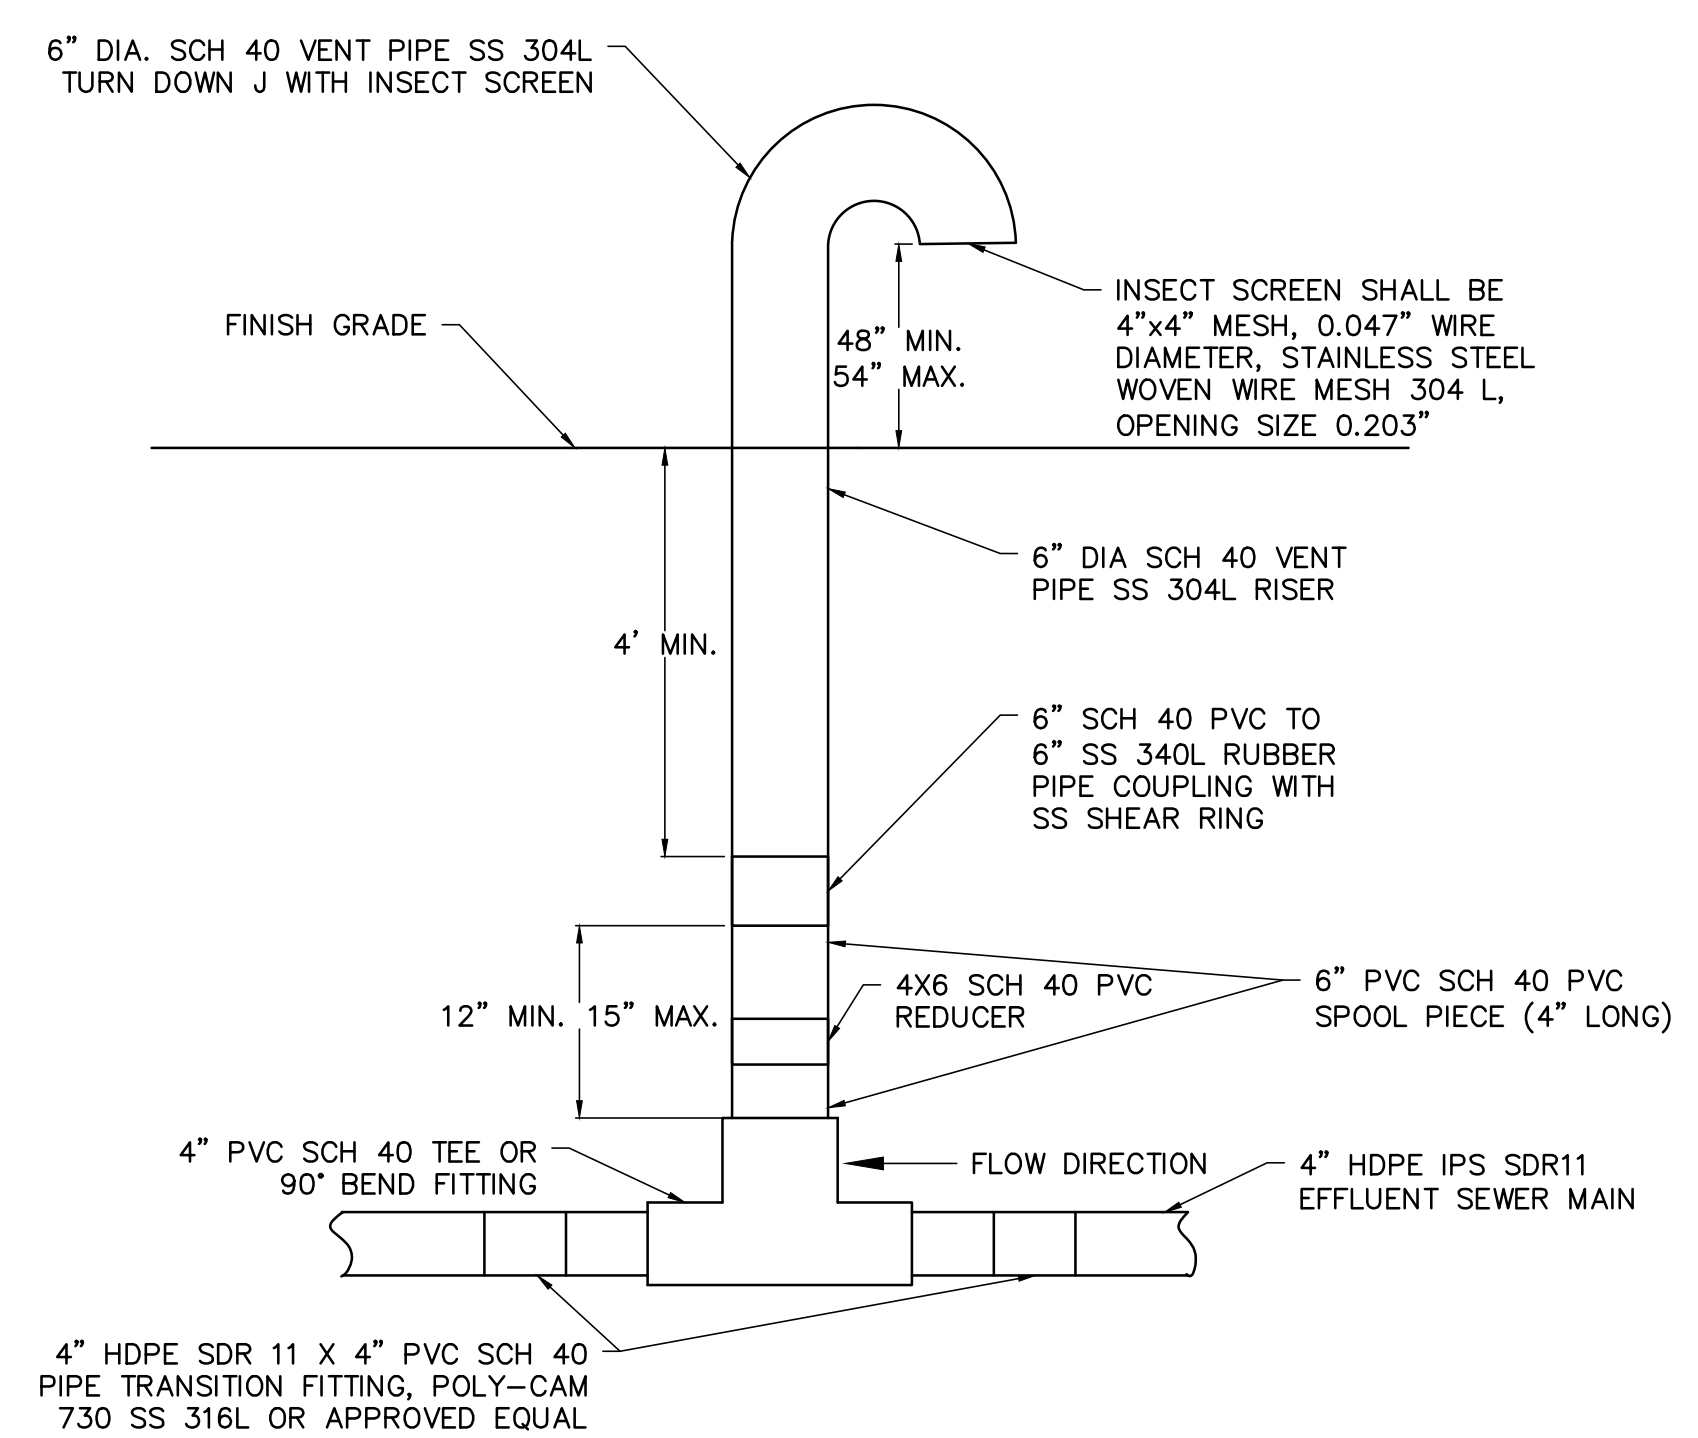 6” DIA. SCH 40 VENT PIPE SS 304L
TURN DOWN J WITH INSECT SCREEN
INSECT SCREEN SHALL BE
4”x4” MESH, 0.047” WIRE
DIAMETER, STAINLESS STEEL
WOVEN WIRE MESH 304 L,
OPENING SIZE 0.203”
FINISH GRADE
48” MIN.
54” MAX.
6” DIA SCH 40 VENT
PIPE SS 304L RISER
4’ MIN.
6” SCH 40 PVC TO
6” SS 340L RUBBER
PIPE COUPLING WITH
SS SHEAR RING
12” MIN. 15” MAX.
4X6 SCH 40 PVC
REDUCER
6” PVC SCH 40 PVC
SPOOL PIECE (4” LONG)
4” PVC SCH 40 TEE OR
90° BEND FITTING
FLOW DIRECTION
4” HDPE IPS SDR11
EFFLUENT SEWER MAIN
4” HDPE SDR 11 X 4” PVC SCH 40
PIPE TRANSITION FITTING, POLY-CAM
730 SS 316L OR APPROVED EQUAL